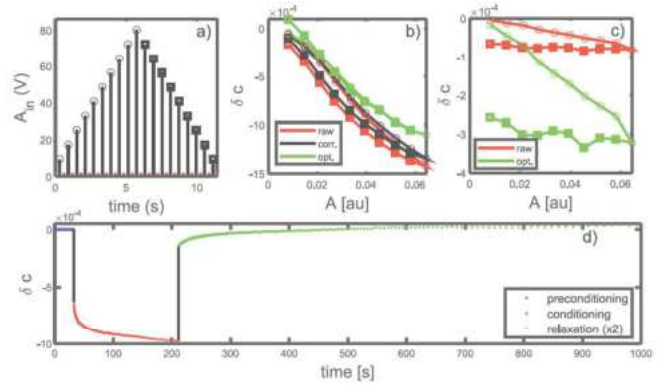 80
60
40
20
0
0
5
10
A_in (V)
time (s)
a)
×10^-4
0
-5
-10
-15
0
0,02
0,04
0,06
δ c
A [au]
b)
raw
corr.
opt.
×10^-4
0
-1
-2
-3
-4
0
0,02
0,04
0,06
δ c
A [au]
c)
raw
opt.
×10^-4
0
-5
-10
0
100
200
300
400
500
600
700
800
900
1000
δ c
time [s]
d)
preconditioning
conditioning
relaxation (x2)